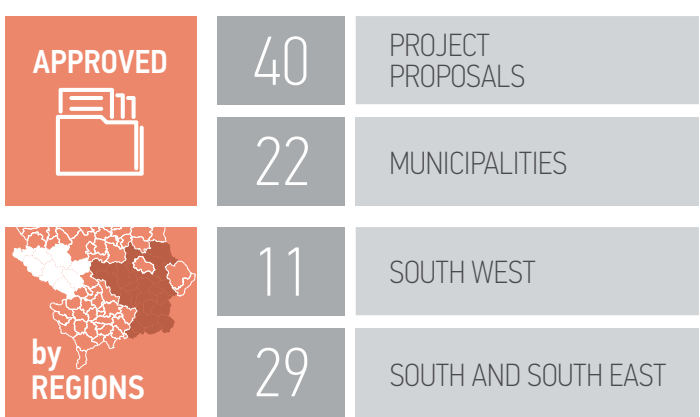 APPROVED
40
PROJECT
PROPOSALS
22
MUNICIPALITIES
by
REGIONS
11
SOUTH WEST
29
SOUTH AND SOUTH EAST